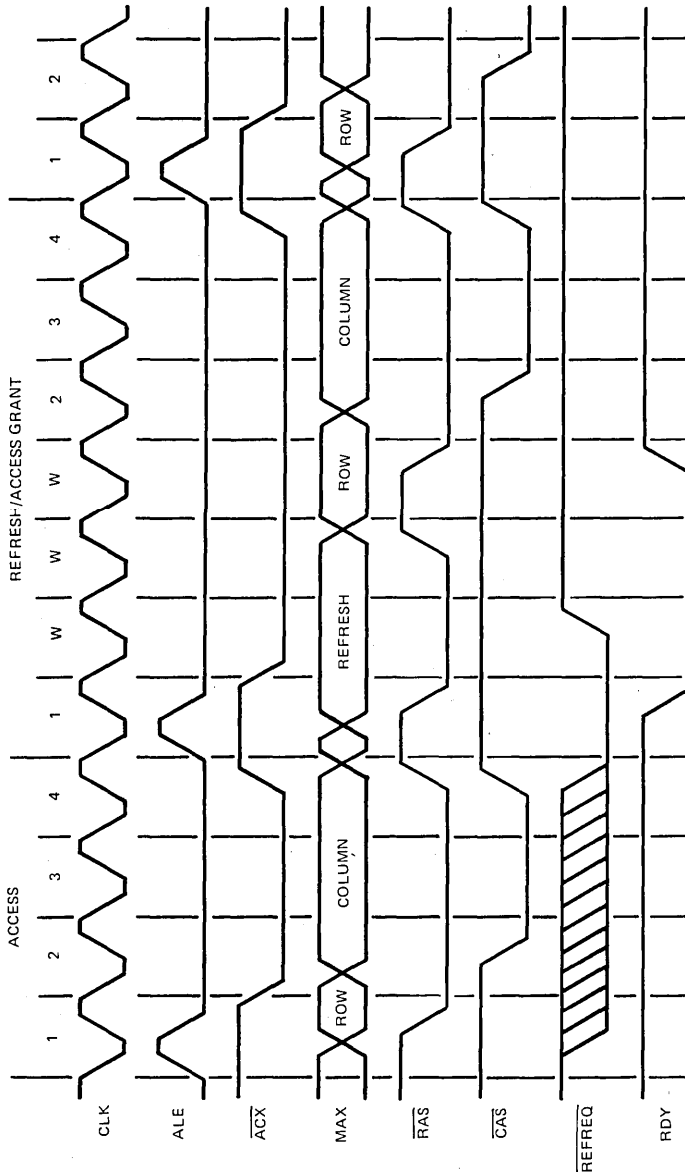 ACCESS
REFRESH/ACCESS GRANT
1 2 3 4 1 W W W 2 3 4 1 2
CLK
ALE
ACX
MAX
ROW COLUMN REFRESH ROW COLUMN ROW
RAS
CAS
REFREQ
RDY